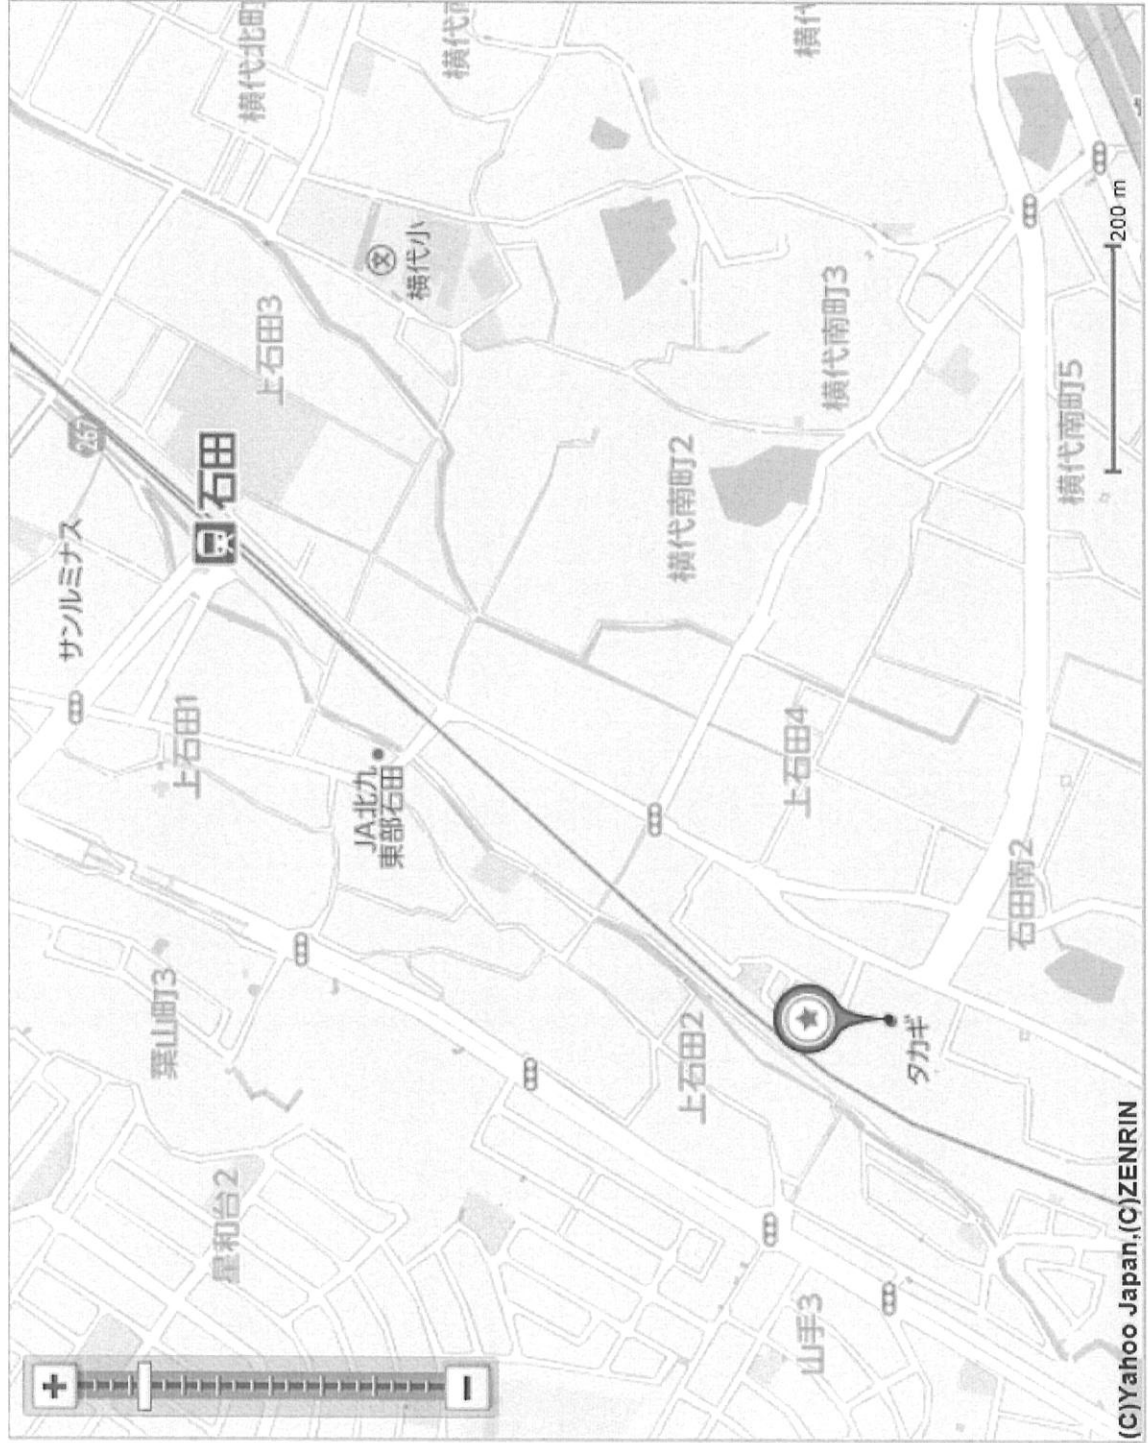 サンルミナス
257
石田
上石田1
JA北九
東部石田
葉山町3
星和台2
上石田3
文
横代小
横代北町
横代南町2
横代南町3
横代南町5
上石田4
上石田2
石田南2
タカギ
山手3
200 m
(C)Yahoo Japan,(C)ZENRIN